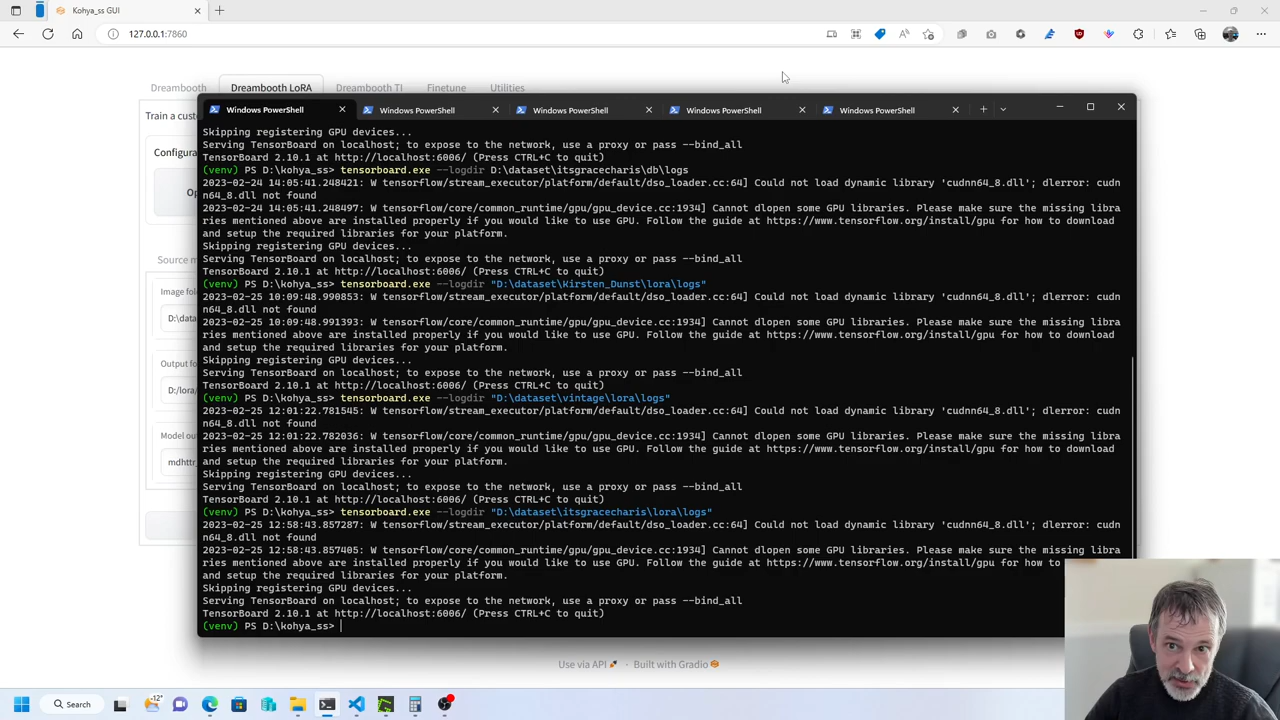 Kohya_ss GUI
127.0.0.1:7860
Dreambooth
Dreambooth LoRA
Dreambooth TI
Finetune
Utilities
Train a cust
Configura
Op
Source m
Image fol
D:\data
Output fo
D:/lora/
Model ou
mdhttr
Windows PowerShell
Windows PowerShell
Windows PowerShell
Windows PowerShell
Windows PowerShell
Skipping registering GPU devices...
Serving TensorBoard on localhost; to expose to the network, use a proxy or pass --bind_all
TensorBoard 2.10.1 at http://localhost:6006/ (Press CTRL+C to quit)
(venv) PS D:\kohya_ss> tensorboard.exe --logdir D:\dataset\itsgracecharis\db\logs
2023-02-24 14:05:41.248421: W tensorflow/stream_executor/platform/default/dso_loader.cc:64] Could not load dynamic library 'cudnn64_8.dll'; dlerror: cudn
n64_8.dll not found
2023-02-24 14:05:41.248497: W tensorflow/core/common_runtime/gpu/gpu_device.cc:1934] Cannot dlopen some GPU libraries. Please make sure the missing libra
ries mentioned above are installed properly if you would like to use GPU. Follow the guide at https://www.tensorflow.org/install/gpu for how to download
and setup the required libraries for your platform.
Skipping registering GPU devices...
Serving TensorBoard on localhost; to expose to the network, use a proxy or pass --bind_all
TensorBoard 2.10.1 at http://localhost:6006/ (Press CTRL+C to quit)
(venv) PS D:\kohya_ss> tensorboard.exe --logdir "D:\dataset\kirsten_Dunst\lora\logs"
2023-02-25 10:09:48.990853: W tensorflow/stream_executor/platform/default/dso_loader.cc:64] Could not load dynamic library 'cudnn64_8.dll'; dlerror: cudn
n64_8.dll not found
2023-02-25 10:09:48.991393: W tensorflow/core/common_runtime/gpu/gpu_device.cc:1934] Cannot dlopen some GPU libraries. Please make sure the missing libra
ries mentioned above are installed properly if you would like to use GPU. Follow the guide at https://www.tensorflow.org/install/gpu for how to download
and setup the required libraries for your platform.
Skipping registering GPU devices...
Serving TensorBoard on localhost; to expose to the network, use a proxy or pass --bind_all
TensorBoard 2.10.1 at http://localhost:6006/ (Press CTRL+C to quit)
(venv) PS D:\kohya_ss> tensorboard.exe --logdir "D:\dataset\vintage\lora\logs"
2023-02-25 12:01:22.781545: W tensorflow/stream_executor/platform/default/dso_loader.cc:64] Could not load dynamic library 'cudnn64_8.dll'; dlerror: cudn
n64_8.dll not found
2023-02-25 12:01:22.782036: W tensorflow/core/common_runtime/gpu/gpu_device.cc:1934] Cannot dlopen some GPU libraries. Please make sure the missing libra
ries mentioned above are installed properly if you would like to use GPU. Follow the guide at https://www.tensorflow.org/install/gpu for how to download
and setup the required libraries for your platform.
Skipping registering GPU devices...
Serving TensorBoard on localhost; to expose to the network, use a proxy or pass --bind_all
TensorBoard 2.10.1 at http://localhost:6006/ (Press CTRL+C to quit)
(venv) PS D:\kohya_ss> tensorboard.exe --logdir "D:\dataset\itsgracecharis\lora\logs"
2023-02-25 12:58:43.857287: W tensorflow/stream_executor/platform/default/dso_loader.cc:64] Could not load dynamic library 'cudnn64_8.dll'; dlerror: cudn
n64_8.dll not found
2023-02-25 12:58:43.857405: W tensorflow/core/common_runtime/gpu/gpu_device.cc:1934] Cannot dlopen some GPU libraries. Please make sure the missing libra
ries mentioned above are installed properly if you would like to use GPU. Follow the guide at https://www.tensorflow.org/install/gpu for how to
and setup the required libraries for your platform.
Skipping registering GPU devices...
Serving TensorBoard on localhost; to expose to the network, use a proxy or pass --bind_all
TensorBoard 2.10.1 at http://localhost:6006/ (Press CTRL+C to quit)
(venv) PS D:\kohya_ss>
Use via API
Built with Gradio
Search
-12°